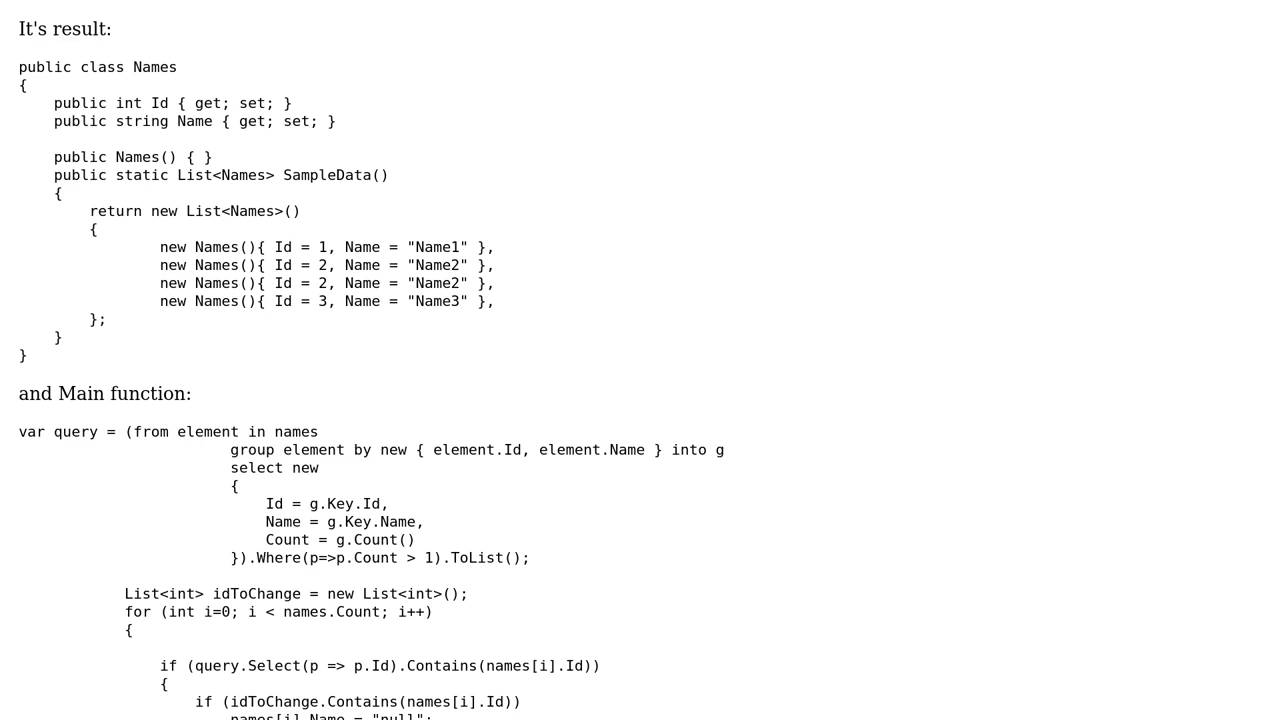 It's result:
public class Names
{
    public int Id { get; set; }
    public string Name { get; set; }

    public Names() { }
    public static List<Names> SampleData()
    {
        return new List<Names>()
        {
                new Names(){ Id = 1, Name = "Name1" },
                new Names(){ Id = 2, Name = "Name2" },
                new Names(){ Id = 2, Name = "Name2" },
                new Names(){ Id = 3, Name = "Name3" },
        };
    }
}
and Main function:
var query = (from element in names
                        group element by new { element.Id, element.Name } into g
                        select new
                        {
                            Id = g.Key.Id,
                            Name = g.Key.Name,
                            Count = g.Count()
                        }).Where(p=>p.Count > 1).ToList();

            List<int> idToChange = new List<int>();
            for (int i=0; i < names.Count; i++)
            {

                if (query.Select(p => p.Id).Contains(names[i].Id))
                {
                    if (idToChange.Contains(names[i].Id))
                        names[i].Name = "null";